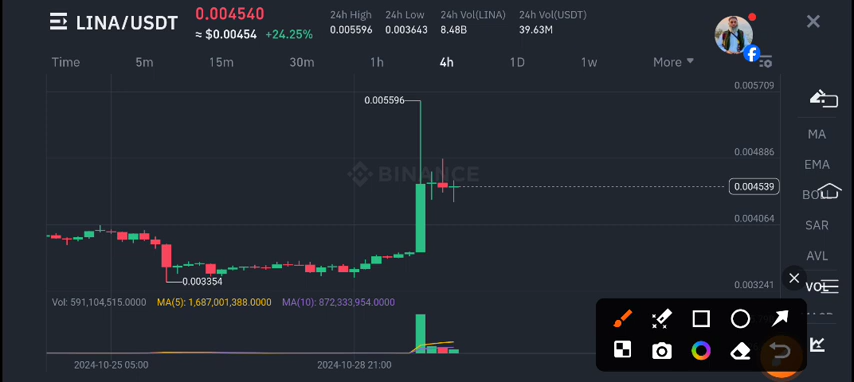 LINA/USDT
0.004540
≈ $0.00454 +24.25%
24h High 24h Low 24h Vol(LINA) 24h Vol(USDT)
0.005596 0.003643 8.48B 39.63M
Time 5m 15m 30m 1h 4h 1D 1w More
0.005709
0.005596
0.004886
BINANCE
0.004539
0.004064
0.003354
0.003241
Vol: 591,104,515.0000 MA(5): 1,687,001,388.0000 MA(10): 872,333,954.0000
2024-10-25 05:00 2024-10-28 21:00
MA
EMA
BOLL
SAR
AVL
VOL